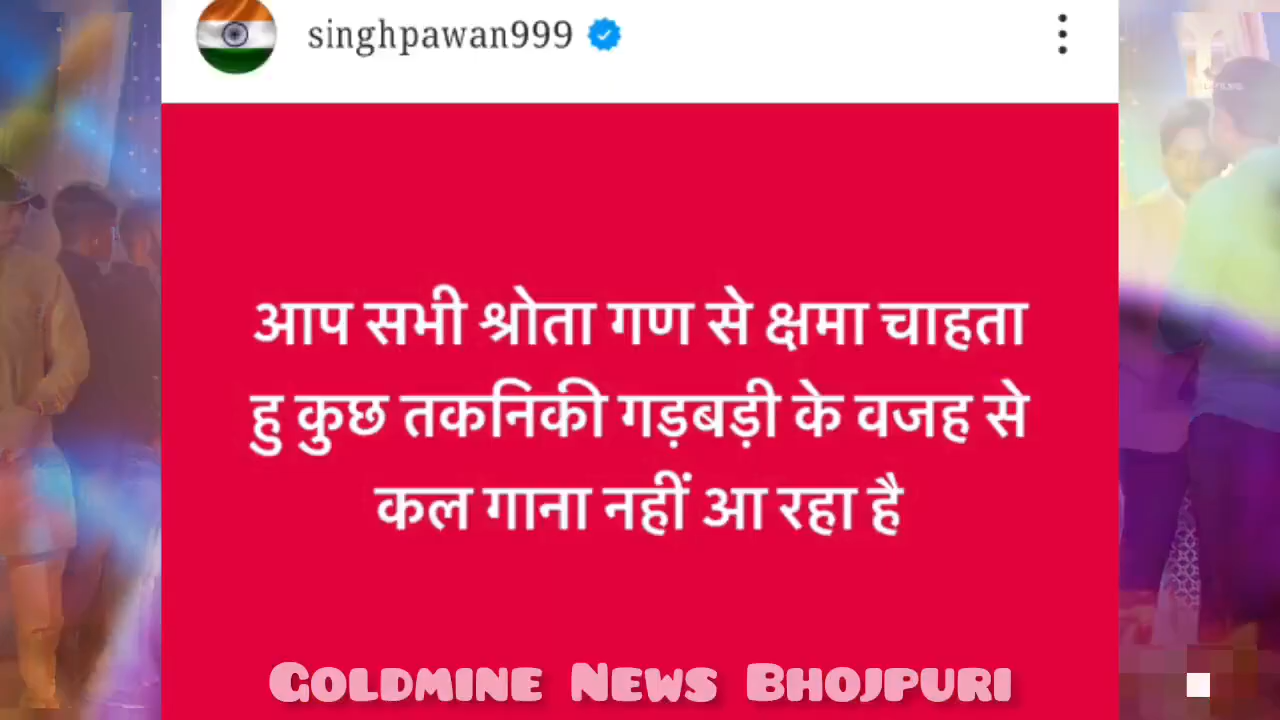 singhpawan999
आप सभी श्रोता गण से क्षमा चाहता
हु कुछ तकनिकी गड़बड़ी के वजह से
कल गाना नहीं आ रहा है
GOLDMINE NEWS BHOJPURI